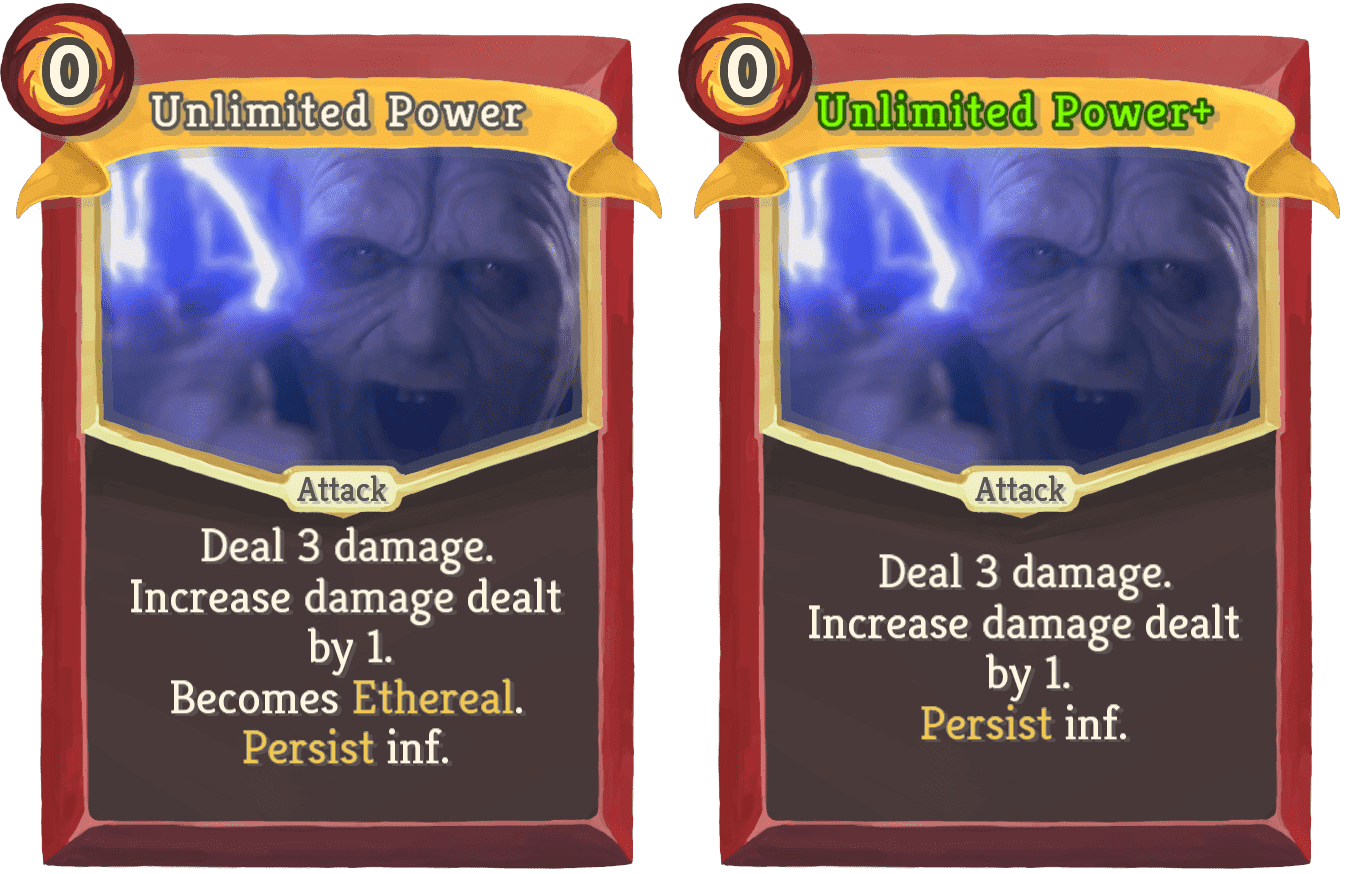 0
Unlimited Power
Attack
Deal 3 damage.
Increase damage dealt
by 1.
Becomes Ethereal.
Persist inf.
0
Unlimited Power+
Attack
Deal 3 damage.
Increase damage dealt
by 1.
Persist inf.